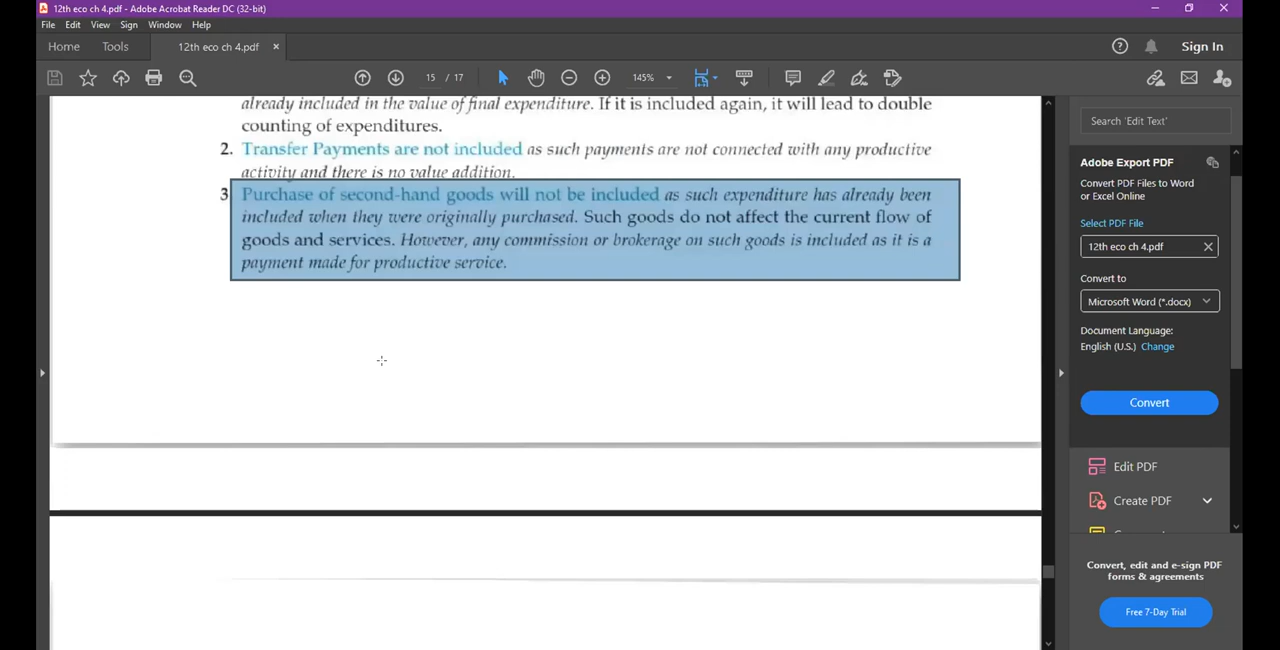 12th eco ch 4.pdf - Adobe Acrobat Reader DC (32-bit)
File Edit View Sign Window Help
Home Tools 12th eco ch 4.pdf × Sign In
15 / 17 145%
already included in the value of final expenditure. If it is included again, it will lead to double
counting of expenditures.
2. Transfer Payments are not included as such payments are not connected with any productive
activity and there is no value addition.
3 Purchase of second-hand goods will not be included as such expenditure has already been
included when they were originally purchased. Such goods do not affect the current flow of
goods and services. However, any commission or brokerage on such goods is included as it is a
payment made for productive service.
Search 'Edit Text'
Adobe Export PDF
Convert PDF Files to Word
or Excel Online
Select PDF File
12th eco ch 4.pdf
Convert to
Microsoft Word (*.docx)
Document Language:
English (U.S.) Change
Convert
Edit PDF
Create PDF
Convert, edit and e-sign PDF
forms & agreements
Free 7-Day Trial